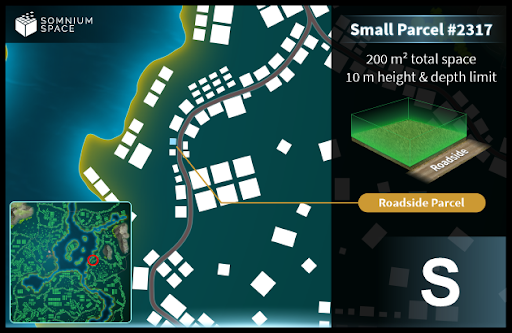 SOMNIUM
SPACE
Small Parcel #2317
200 m² total space
10 m height & depth limit
Roadside
Roadside Parcel
S